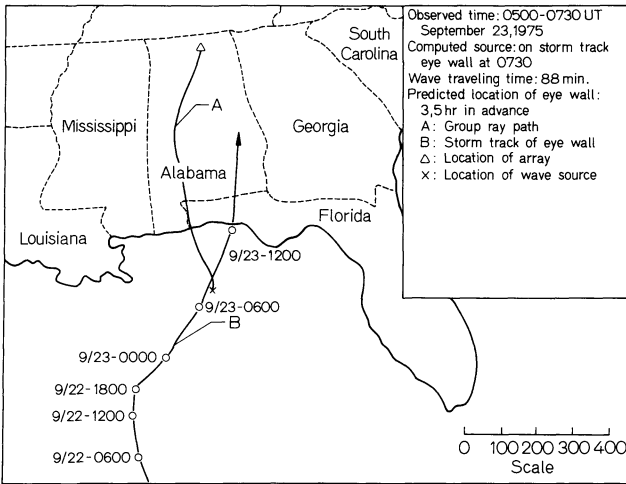 Observed time: 0500-0730 UT
September 23,1975
Computed source: on storm track
eye wall at 0730
Wave traveling time: 88 min.
Predicted location of eye wall:
3,5 hr in advance
A: Group ray path
B: Storm track of eye wall
△: Location of array
×: Location of wave source
South
Carolina
A
Mississippi
Georgia
Alabama
Florida
Louisiana
9/23-1200
9/23-0600
B
9/23-0000
9/22-1800
9/22-1200
9/22-0600
0 100 200 300 400
Scale